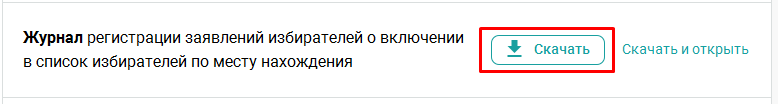 Журнал регистрации заявлений избирателей о включении
в список избирателей по месту нахождения
Скачать
Скачать и открыть